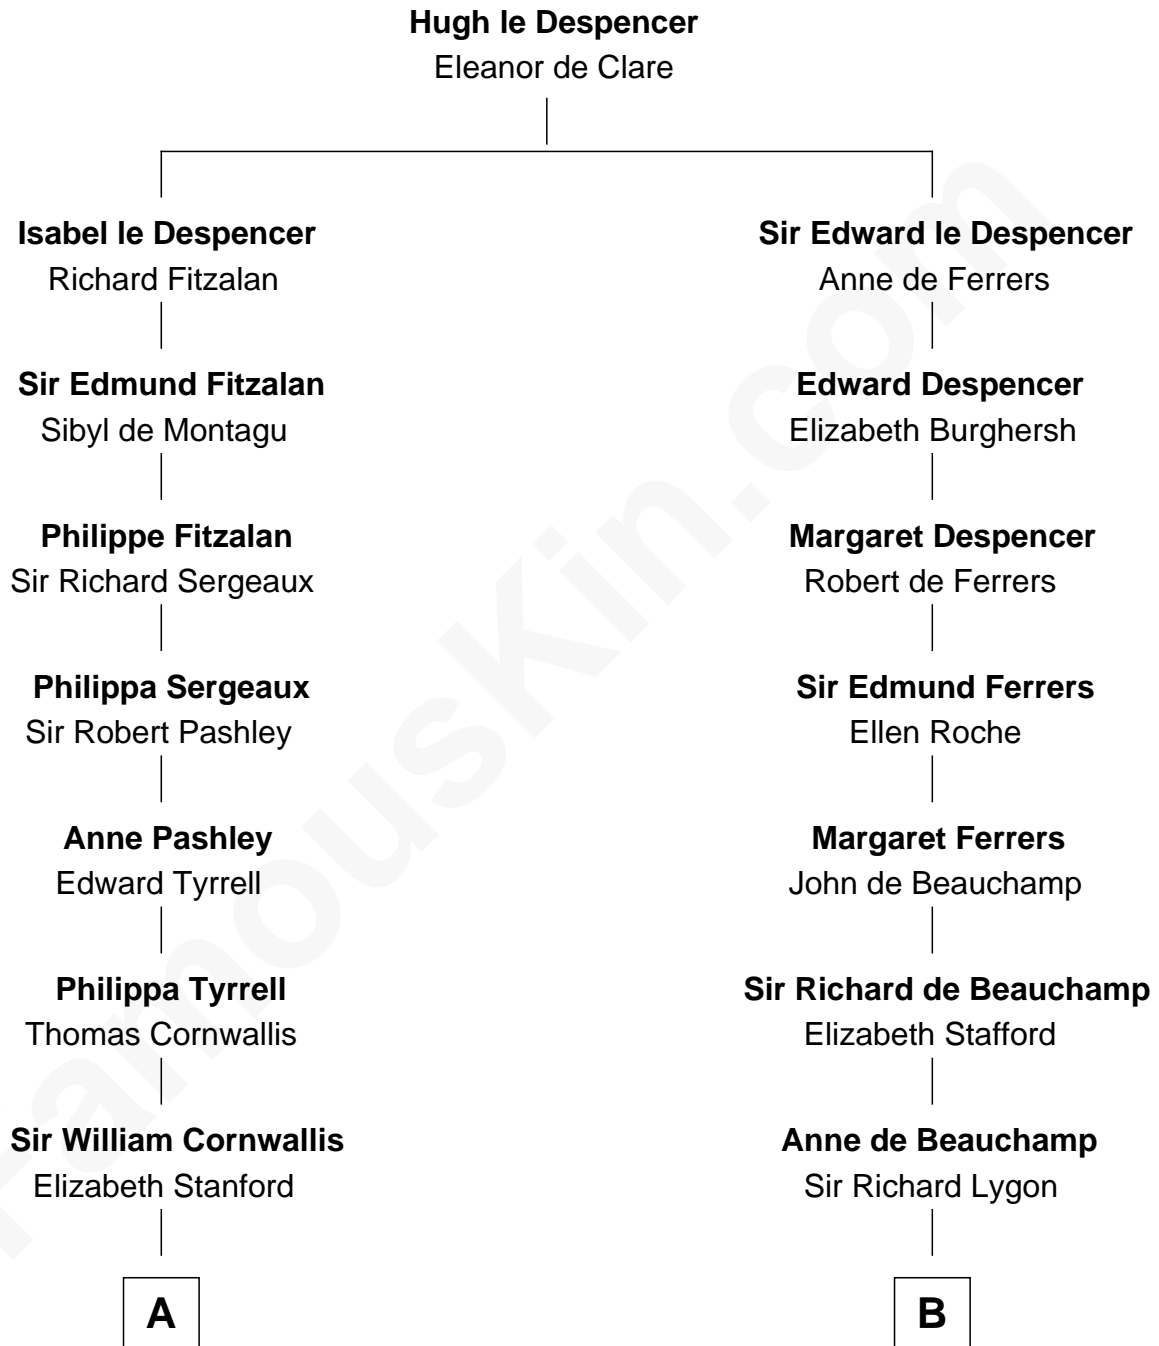 Hugh le Despencer
Eleanor de Clare
Isabel le Despencer
Richard Fitzalan
Sir Edward le Despencer
Anne de Ferrers
Sir Edmund Fitzalan
Sibyl de Montagu
Edward Despencer
Elizabeth Burghersh
Philippe Fitzalan
Sir Richard Sergeaux
Margaret Despencer
Robert de Ferrers
Philippa Sergeaux
Sir Robert Pashley
Sir Edmund Ferrers
Ellen Roche
Anne Pashley
Edward Tyrrell
Margaret Ferrers
John de Beauchamp
Philippa Tyrrell
Thomas Cornwallis
Sir Richard de Beauchamp
Elizabeth Stafford
Sir William Cornwallis
Elizabeth Stanford
Anne de Beauchamp
Sir Richard Lygon
A
B
FamousKin.com